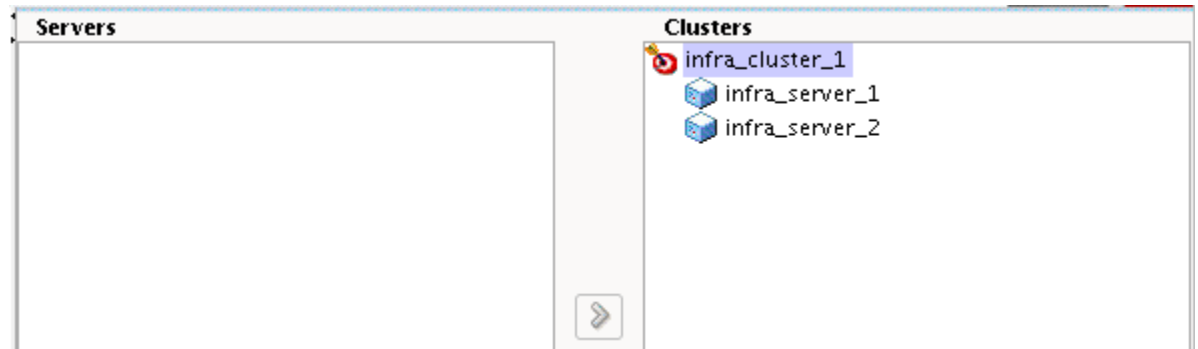 Servers
Clusters
infra_cluster_1
infra_server_1
infra_server_2